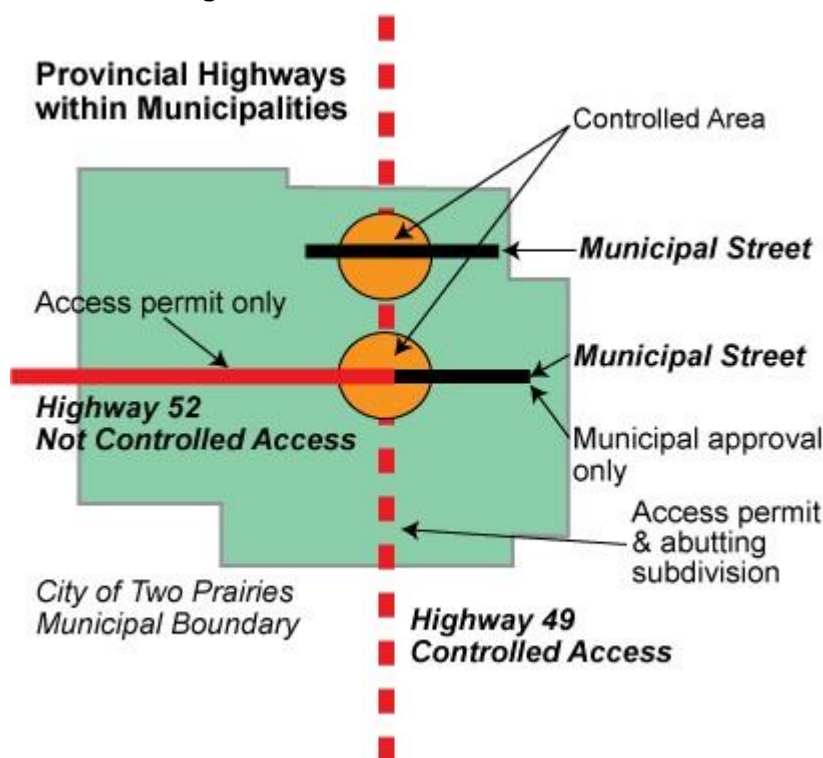 Provincial Highways
within Municipalities
Controlled Area
Municipal Street
Access permit only
Municipal Street
Highway 52
Not Controlled Access
Municipal approval
only
Access permit
& abutting
subdivision
City of Two Prairies
Municipal Boundary
Highway 49
Controlled Access